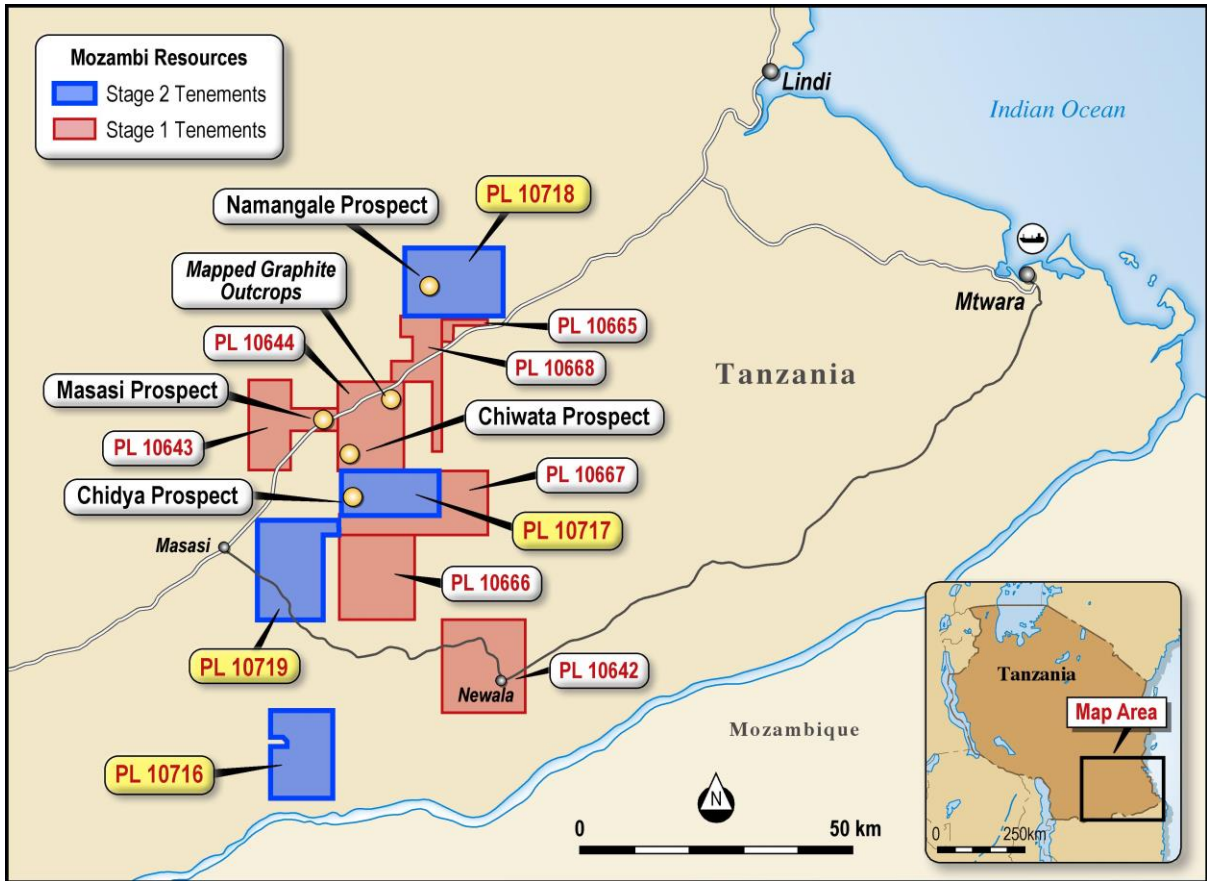 Mozambi Resources
Stage 2 Tenements
Stage 1 Tenements
Lindi
Indian Ocean
Namangale Prospect
PL 10718
Mapped Graphite
Outcrops
Mtwara
PL 10644
PL 10665
PL 10668
Tanzania
Masasi Prospect
Chiwata Prospect
PL 10643
PL 10667
Chidya Prospect
PL 10717
Masasi
PL 10666
PL 10719
PL 10642
Newala
Tanzania
Map Area
Mozambique
PL 10716
N
0 50 km
0 250km